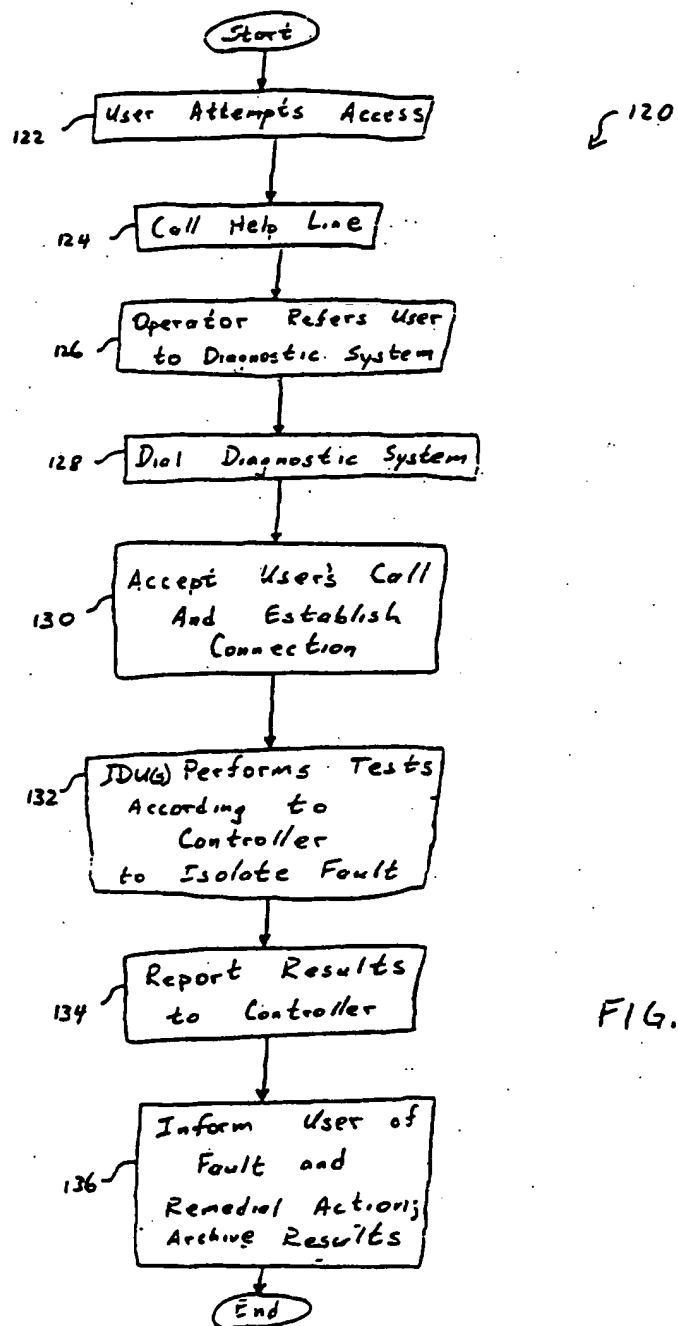 Start
User Attempts Access
122
120
Call Help Line
124
Operator Refers User
to Diagnostic System
126
Dial Diagnostic System
128
Accept User's Call
And Establish
Connection
130
IDU(s) Performs Tests
According to
Controller
to Isolate Fault
132
Report Results
to Controller
134
FIG.
Inform User of
Fault and
Remedial Action;
Archive Results
136
End